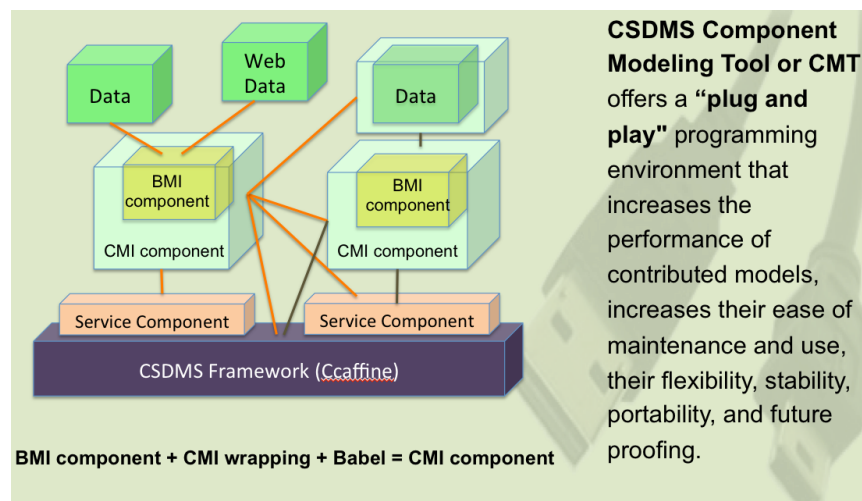 Data
Web
Data
Data
BMI
component
CMI component
BMI
component
CMI component
Service Component
Service Component
CSDMS Framework (Ccaffine)
BMI component + CMI wrapping + Babel = CMI component
CSDMS Component
Modeling Tool or CMT
offers a “plug and
play" programming
environment that
increases the
performance of
contributed models,
increases their ease of
maintenance and use,
their flexibility, stability,
portability, and future
proofing.